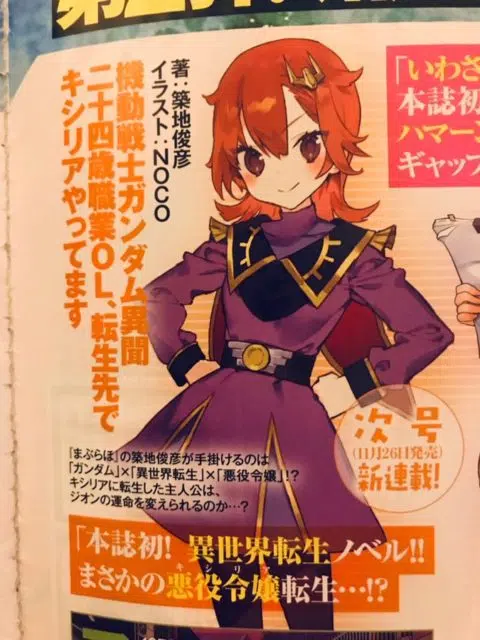 第2
「いわさ
本誌初
ハマー
ギャップ
著:築地俊彦
イラスト:NOCO
機動戦士ガンダム異聞
二十四歳職業OL、転生先で
キシリアやってます
次号
(11月26日発売)
新連載!
『まぶらほ』の築地俊彦が手掛けるのは
「ガンダム」×「異世界転生」×「悪役令嬢」!?
キシリアに転生した主人公は、
ジオンの運命を変えられるのか…?
「本誌初! 異世界転生ノベル!!
まさかの悪役令嬢転生…!?
キシリア